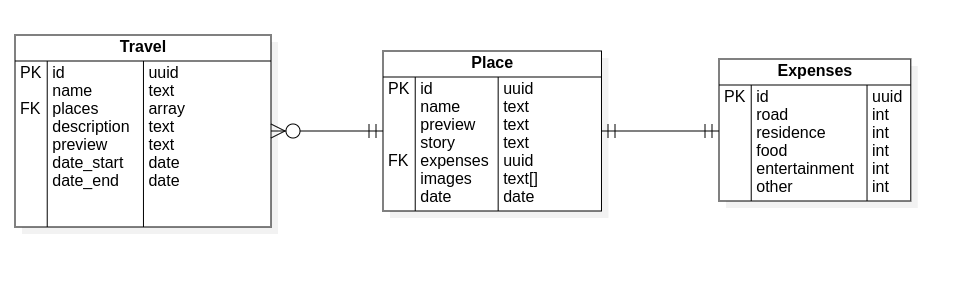 Travel
PK id uuid
name text
FK places array
description text
preview text
date_start date
date_end date
Place
PK id uuid
name text
preview text
story text
FK expenses uuid
images text[]
date date
Expenses
PK id uuid
road int
residence int
food int
entertainment int
other int